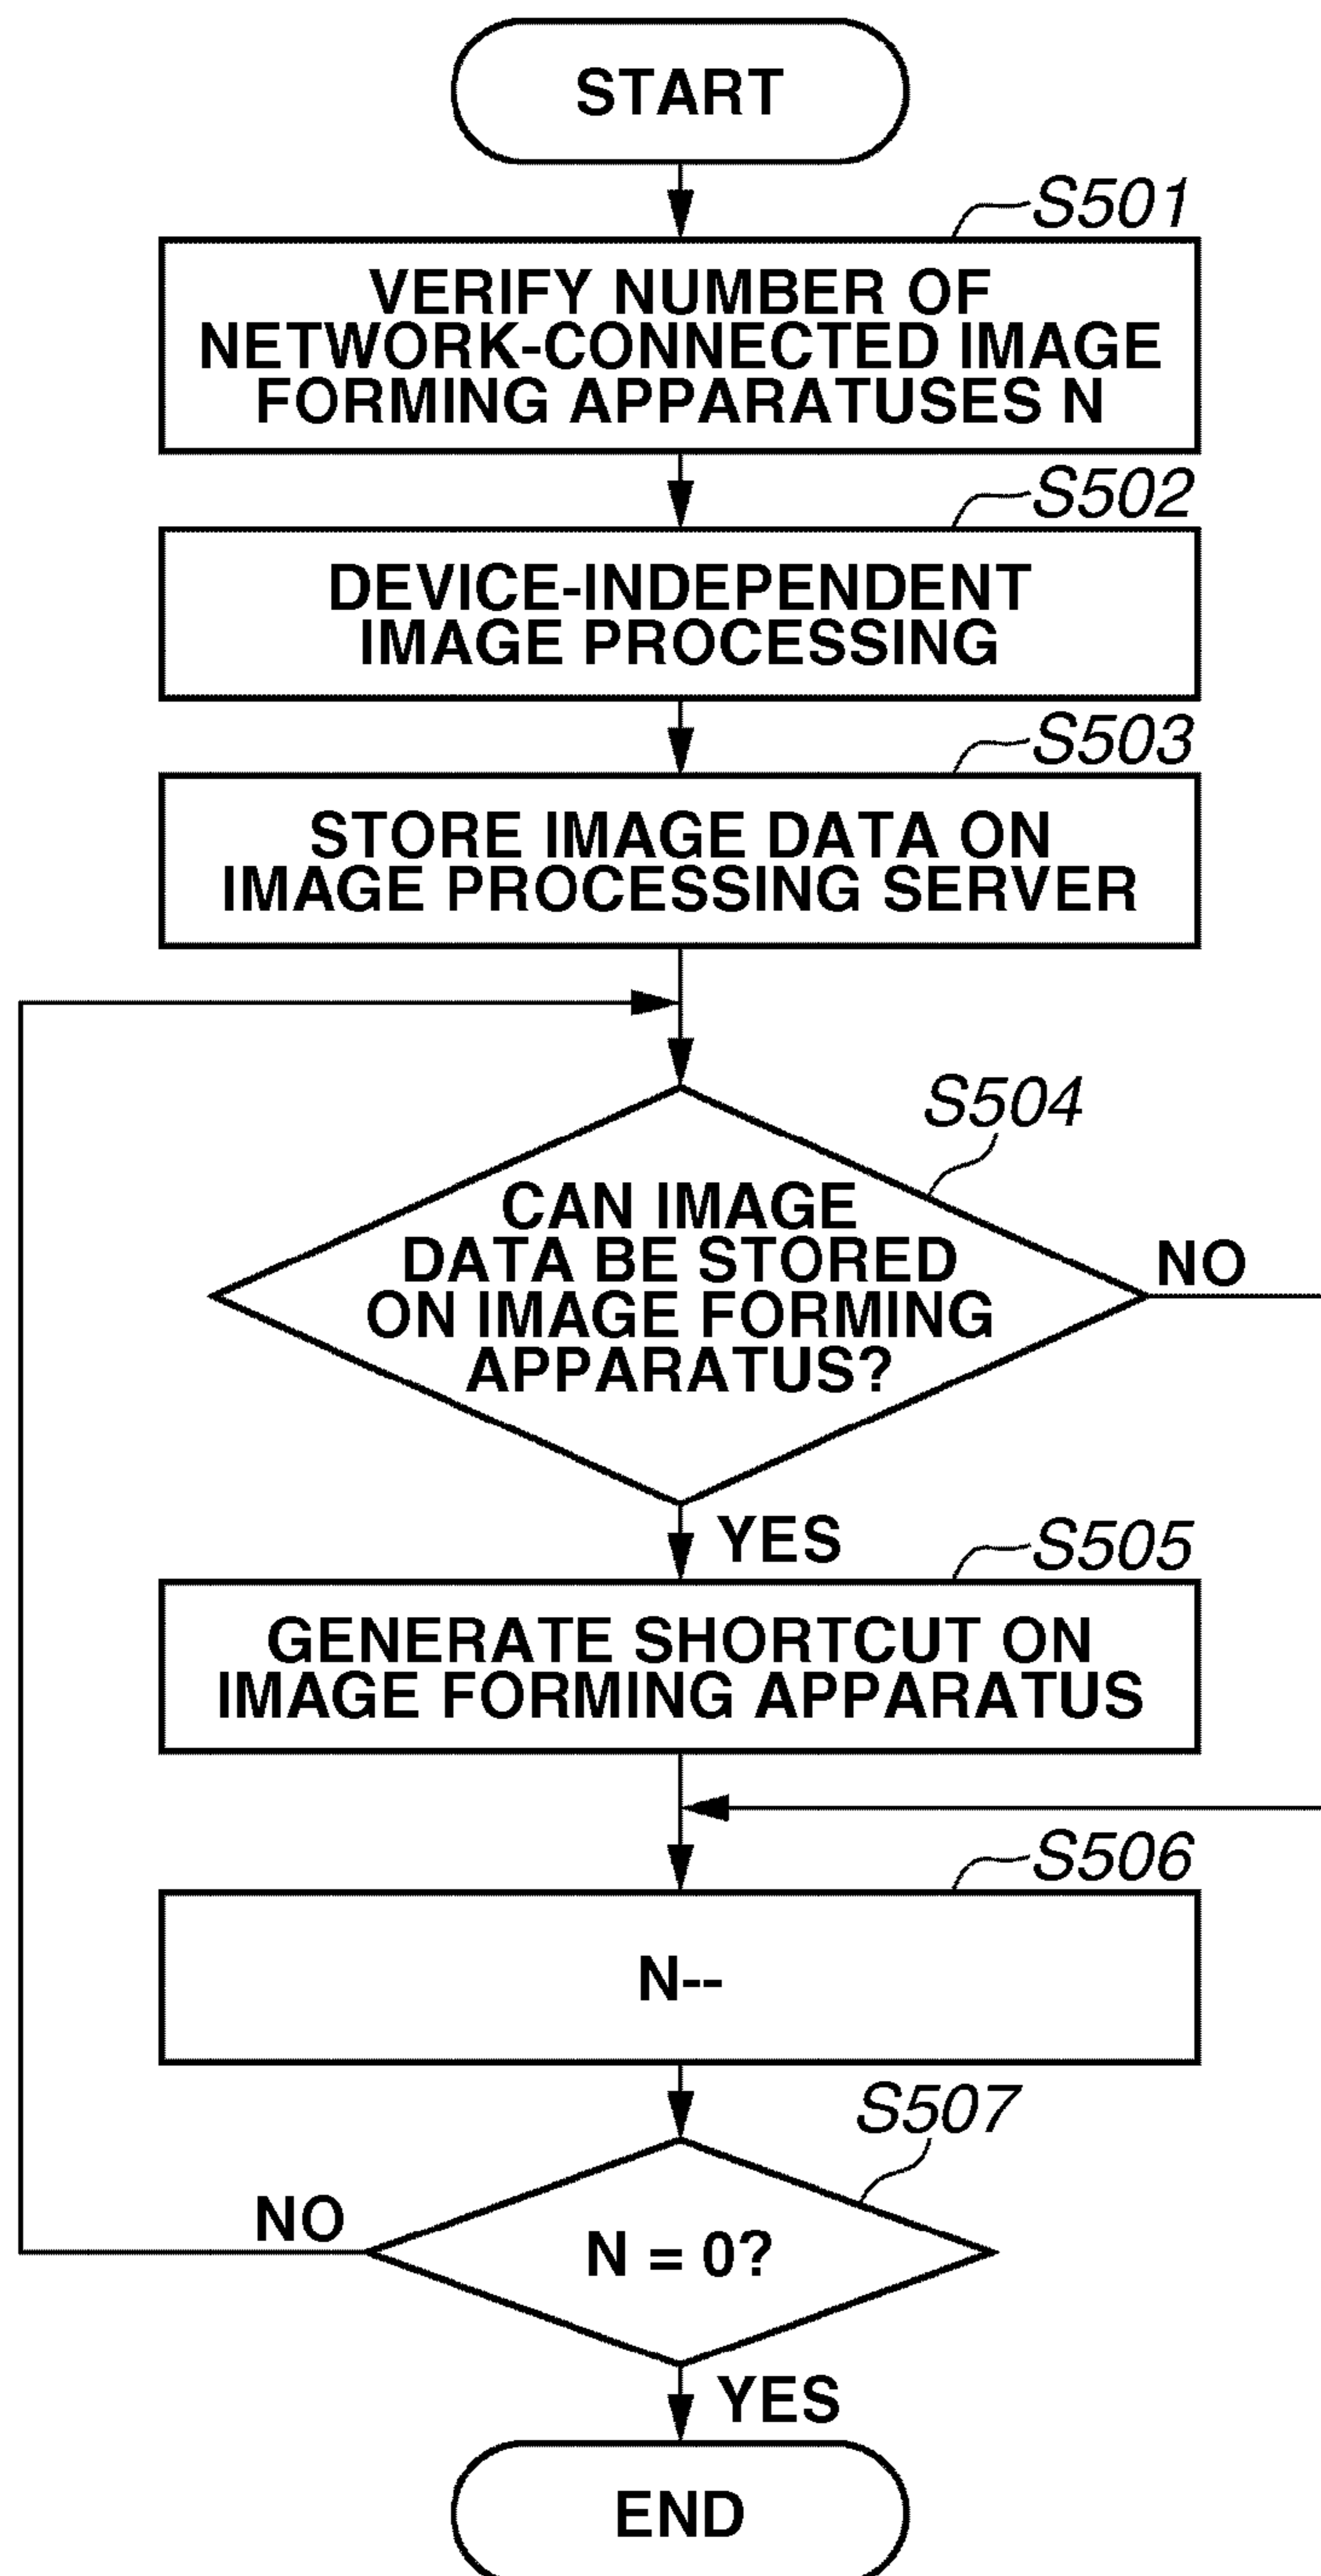 START
S501
VERIFY NUMBER OF
NETWORK-CONNECTED IMAGE
FORMING APPARATUSES N
S502
DEVICE-INDEPENDENT
IMAGE PROCESSING
S503
STORE IMAGE DATA ON
IMAGE PROCESSING SERVER
S504
CAN IMAGE
DATA BE STORED
ON IMAGE FORMING
APPARATUS?
NO
YES
S505
GENERATE SHORTCUT ON
IMAGE FORMING APPARATUS
S506
N--
S507
NO
N = 0?
YES
END